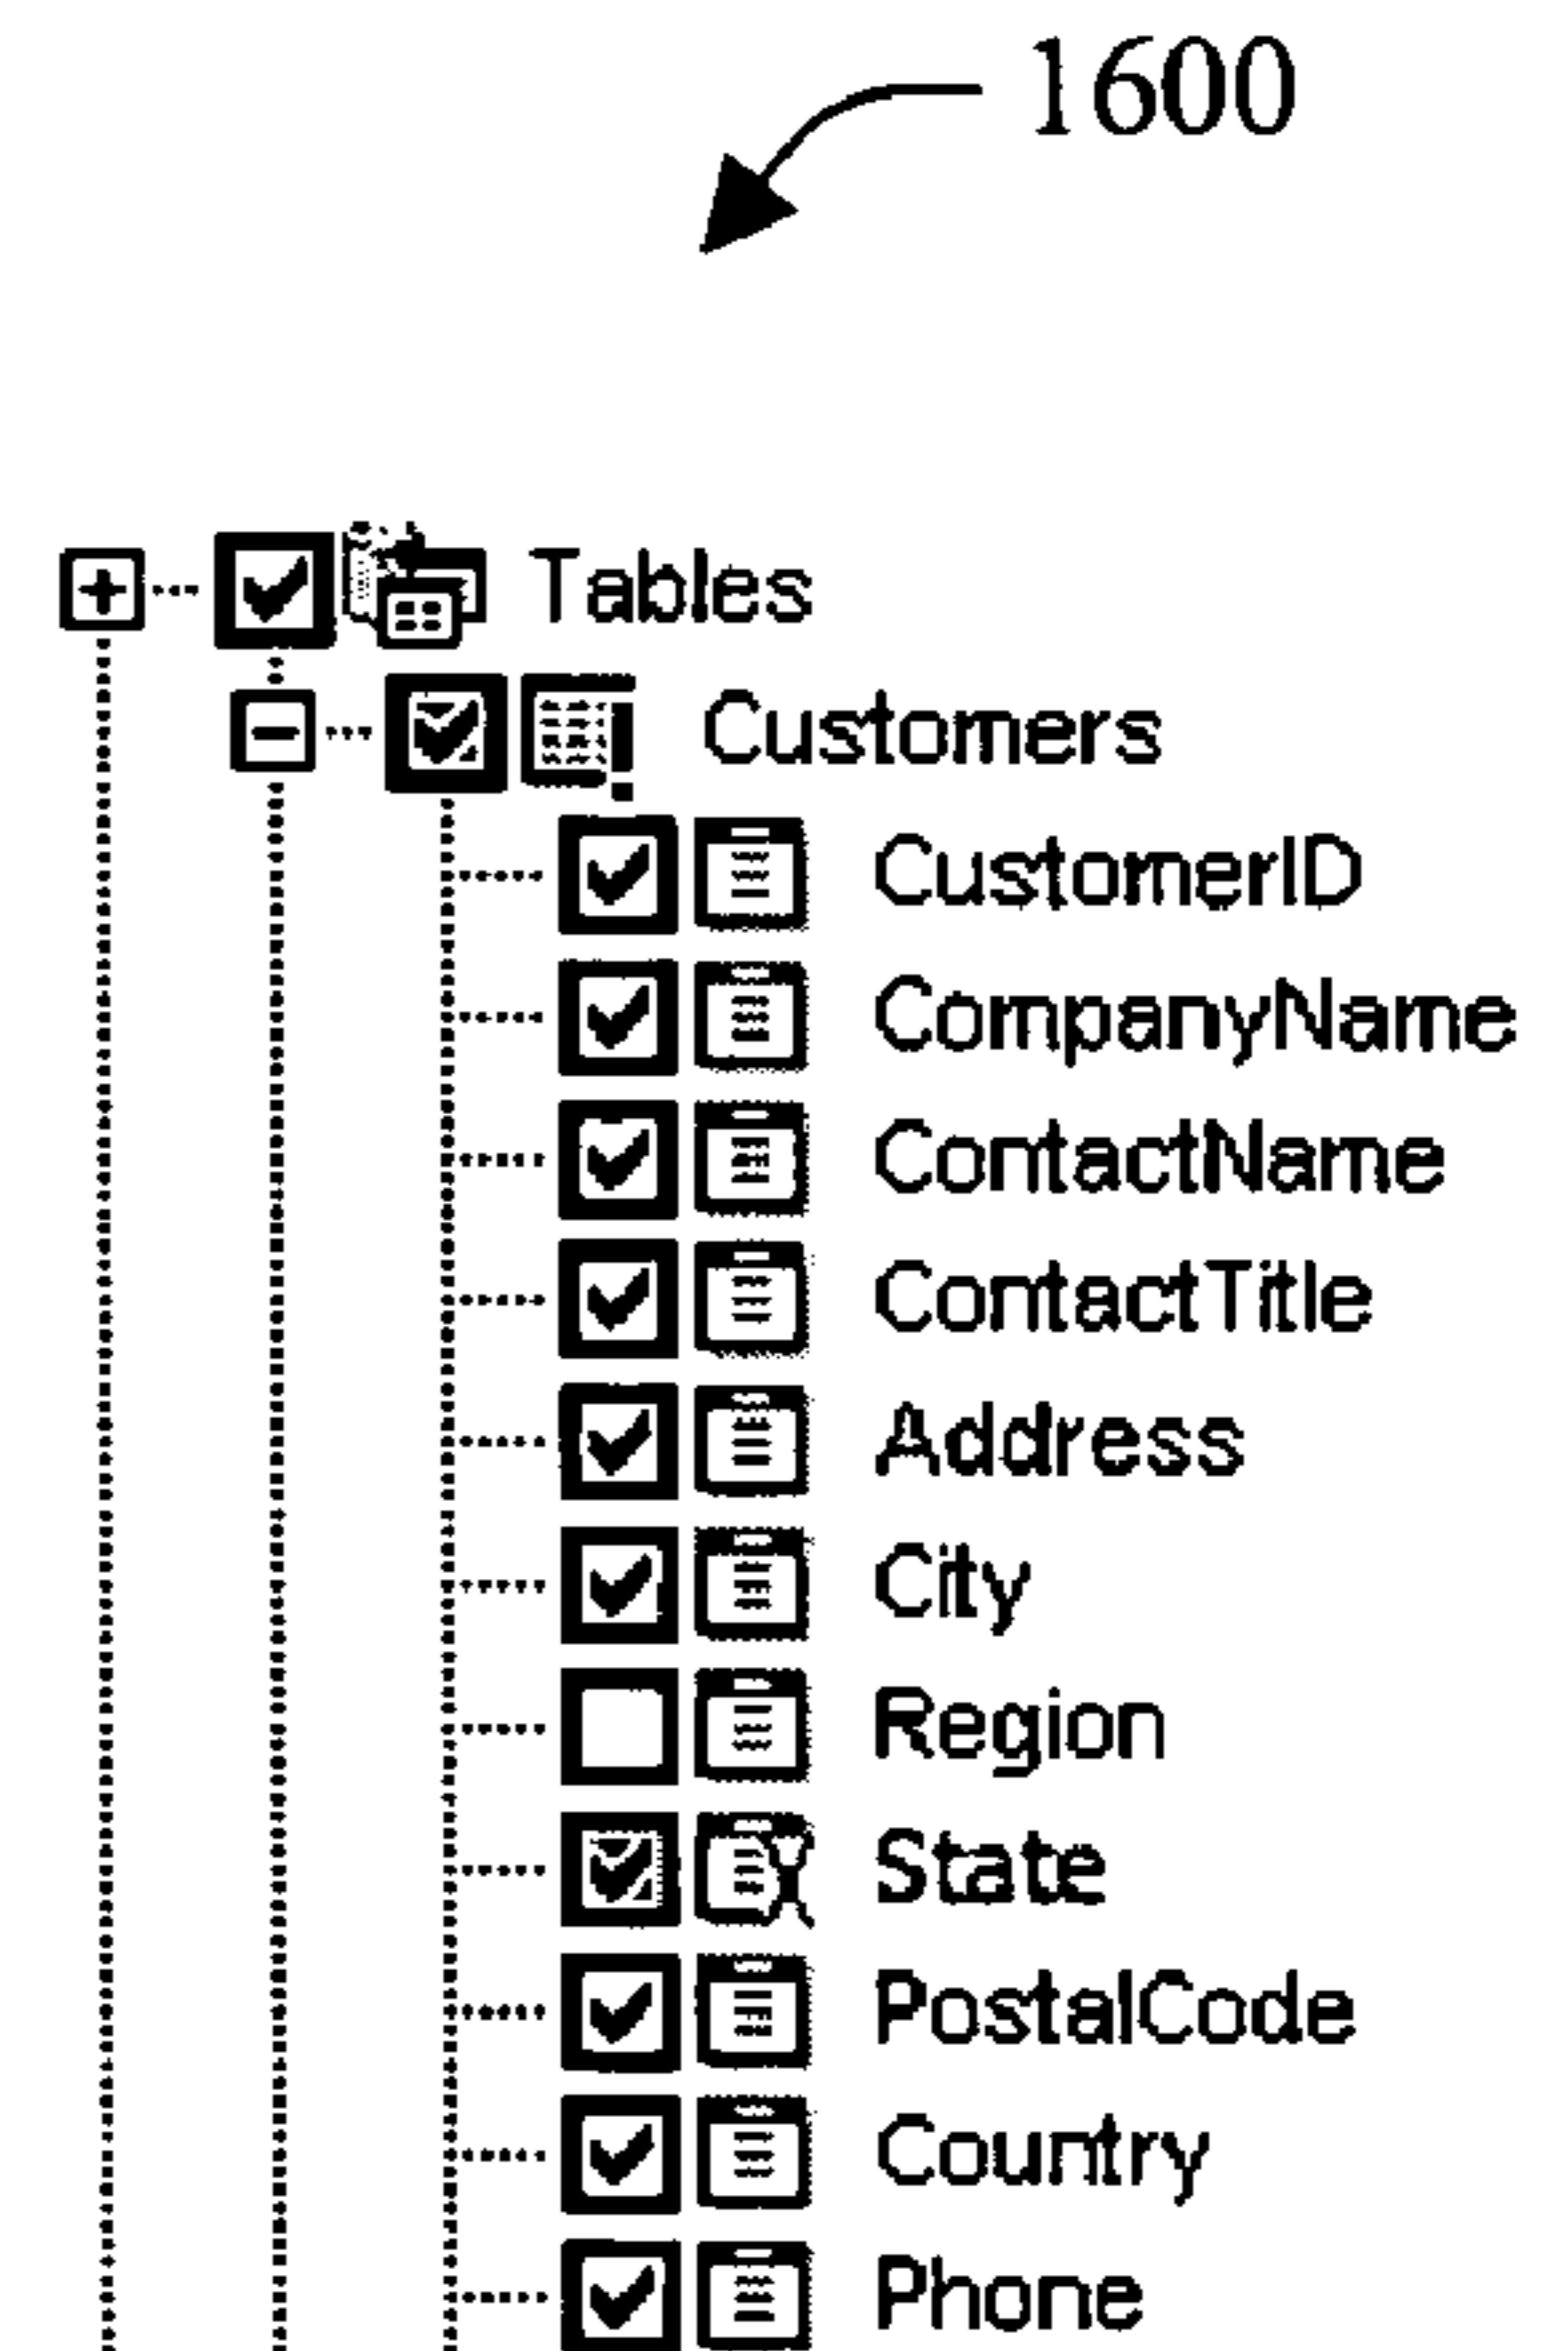 1600
Tables
Customers
CustomerID
CompanyName
ContactName
ContactTitle
Address
City
Region
State
PostalCode
Country
Phone